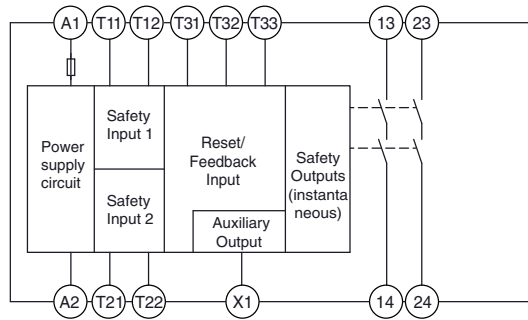 A1
T11
T12
T31
T32
T33
13
23
Power
supply
circuit
Safety
Input 1
Safety
Input 2
Reset/
Feedback
Input
Auxiliary
Output
Safety
Outputs
(instanta
neous)
A2
T21
T22
X1
14
24